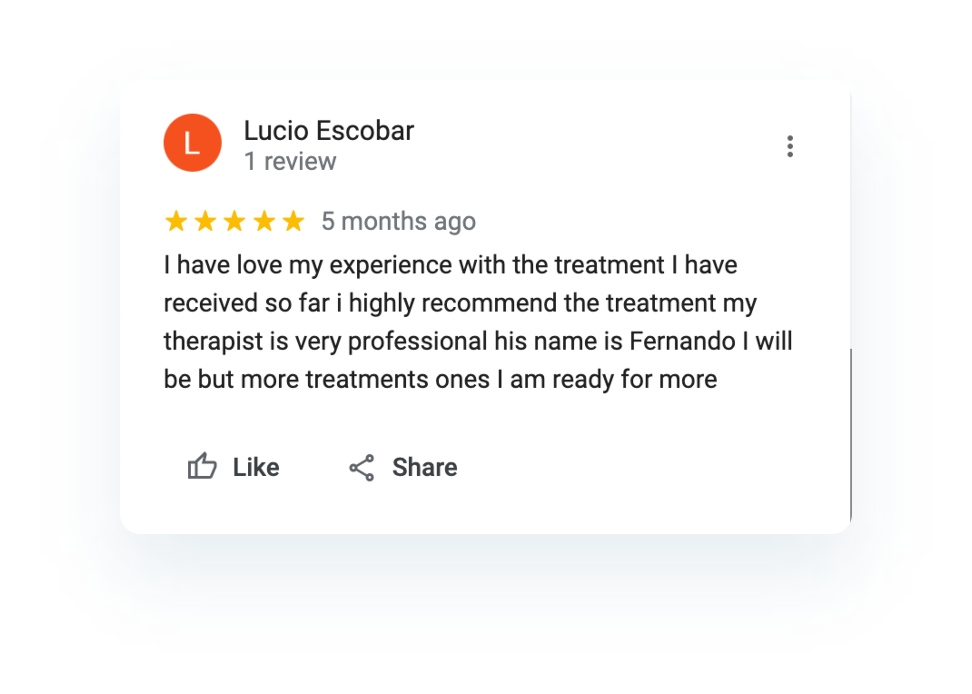 L
Lucio Escobar
1 review
5 months ago
I have love my experience with the treatment I have
received so far i highly recommend the treatment my
therapist is very professional his name is Fernando I will
be but more treatments ones I am ready for more
Like
Share